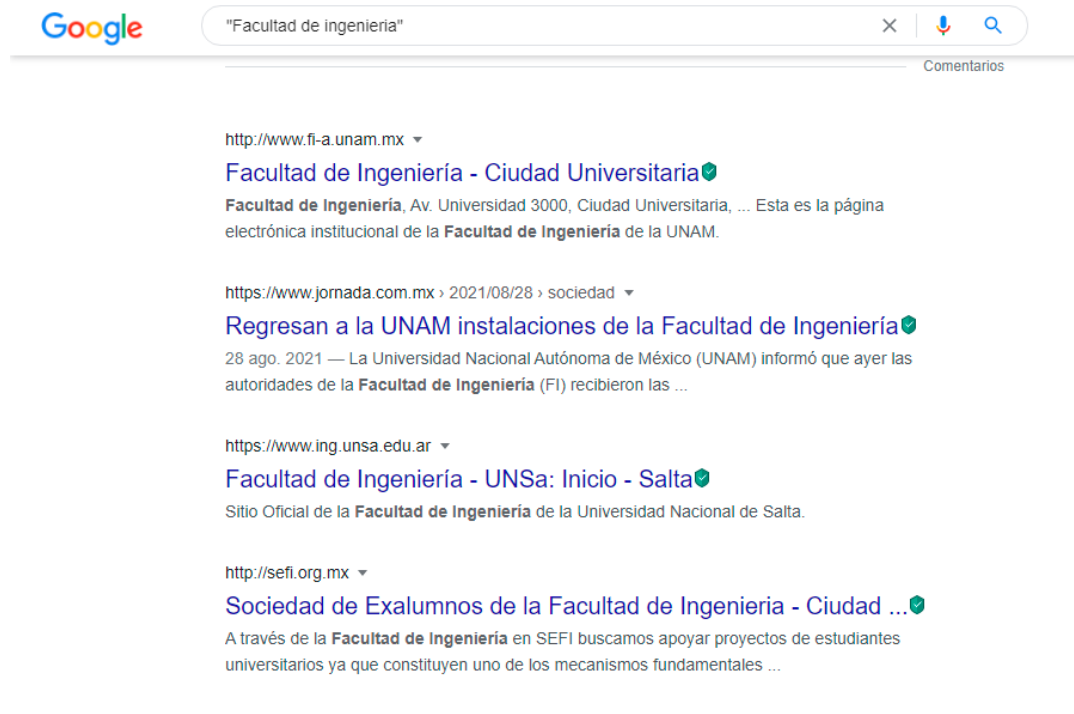 Google
"Facultad de ingenieria"
Comentarios
http://www.fi-a.unam.mx
Facultad de Ingeniería - Ciudad Universitaria
Facultad de Ingeniería, Av. Universidad 3000, Ciudad Universitaria, ... Esta es la página
electrónica institucional de la Facultad de Ingeniería de la UNAM.
https://www.jornada.com.mx › 2021/08/28 › sociedad
Regresan a la UNAM instalaciones de la Facultad de Ingeniería
28 ago. 2021 — La Universidad Nacional Autónoma de México (UNAM) informó que ayer las
autoridades de la Facultad de Ingeniería (FI) recibieron las ...
https://www.ing.unsa.edu.ar
Facultad de Ingeniería - UNSa: Inicio - Salta
Sitio Oficial de la Facultad de Ingeniería de la Universidad Nacional de Salta.
http://sefi.org.mx
Sociedad de Exalumnos de la Facultad de Ingenieria - Ciudad ...
A través de la Facultad de Ingeniería en SEFI buscamos apoyar proyectos de estudiantes
universitarios ya que constituyen uno de los mecanismos fundamentales ...